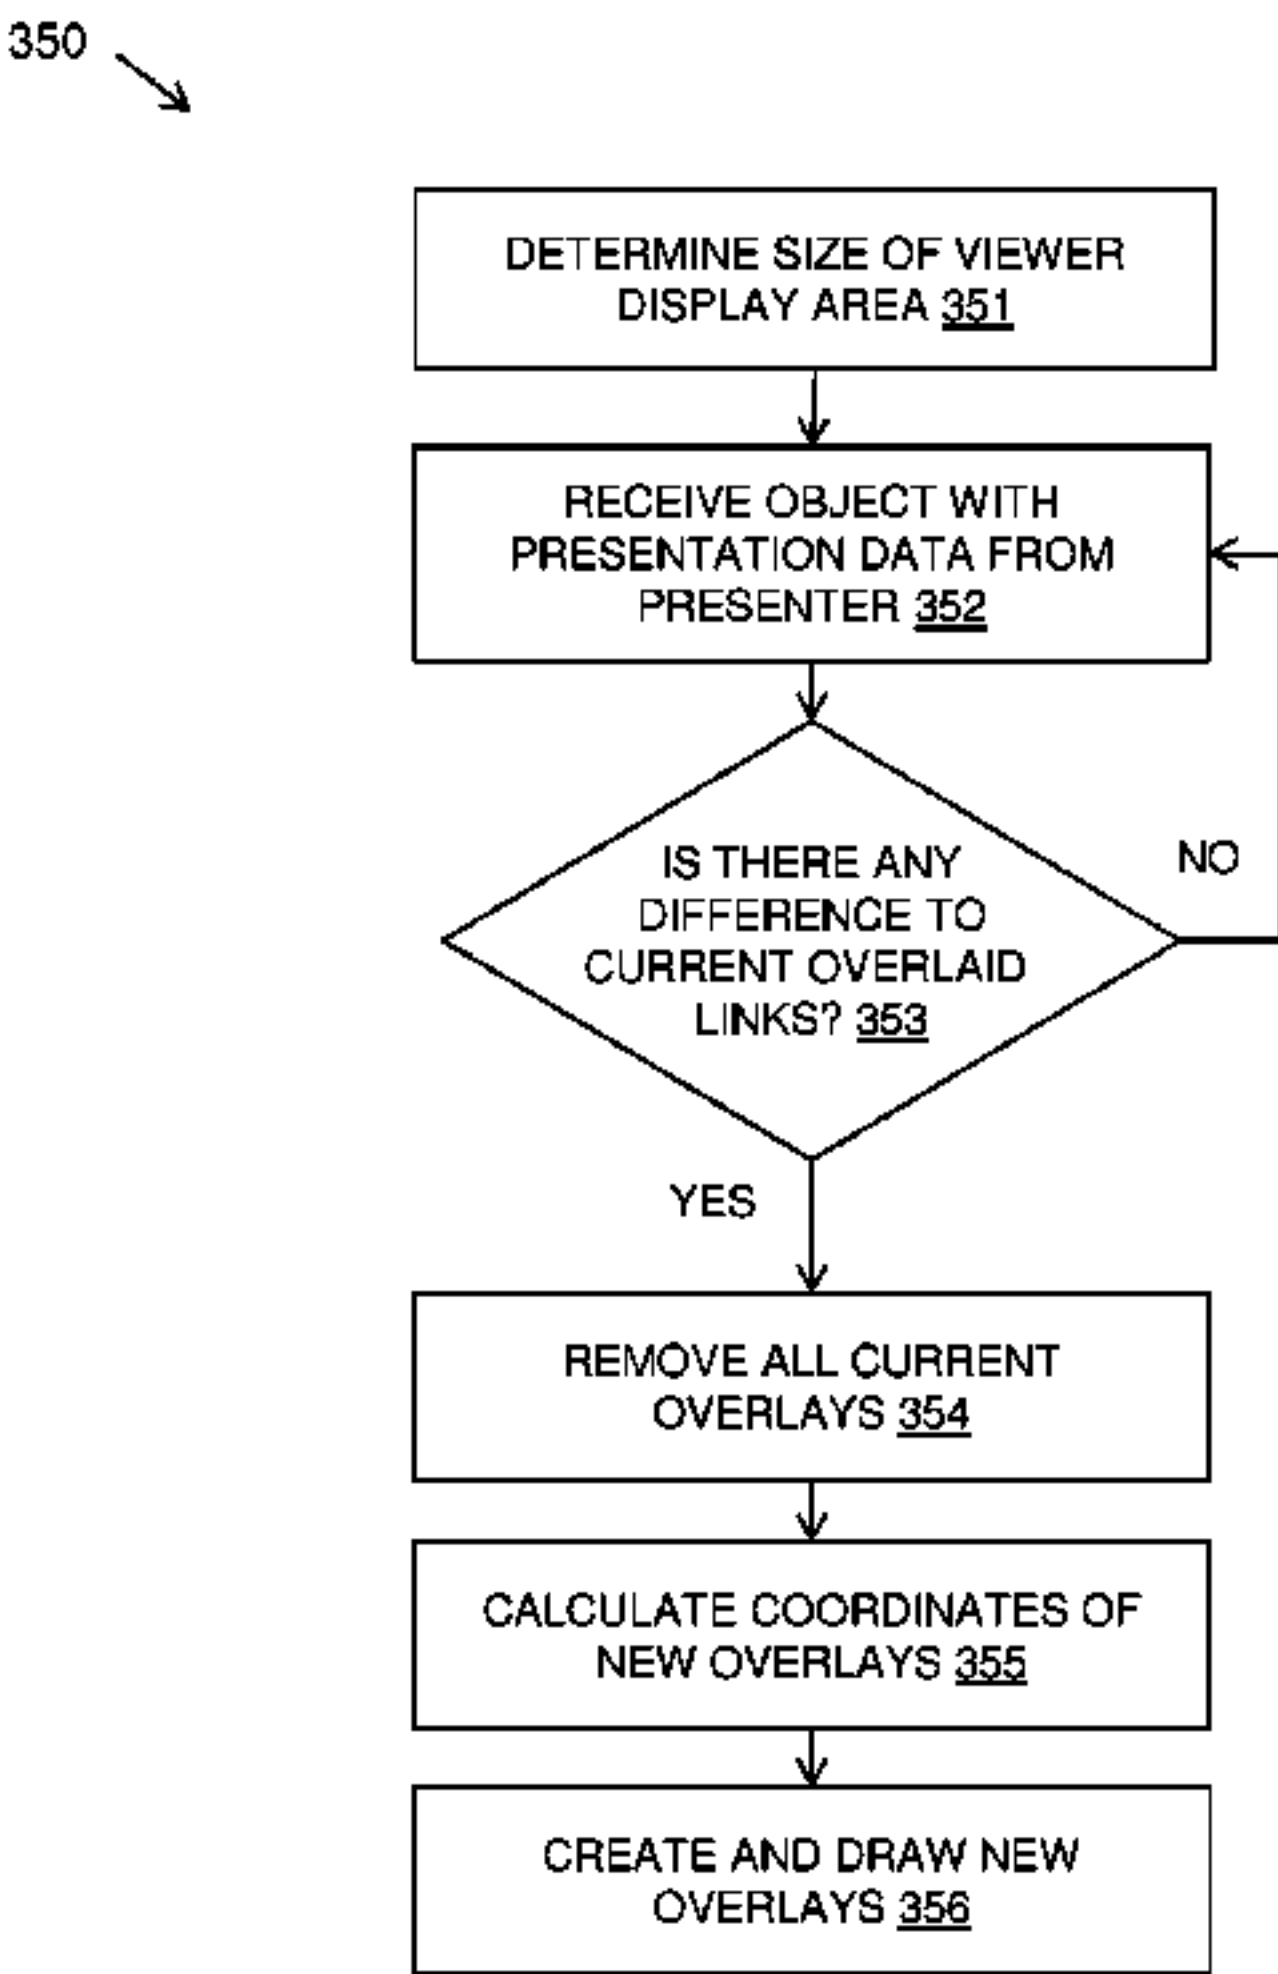 350
DETERMINE SIZE OF VIEWER
DISPLAY AREA 351
RECEIVE OBJECT WITH
PRESENTATION DATA FROM
PRESENTER 352
IS THERE ANY
DIFFERENCE TO
CURRENT OVERLAID
LINKS? 353
NO
YES
REMOVE ALL CURRENT
OVERLAYS 354
CALCULATE COORDINATES OF
NEW OVERLAYS 355
CREATE AND DRAW NEW
OVERLAYS 356